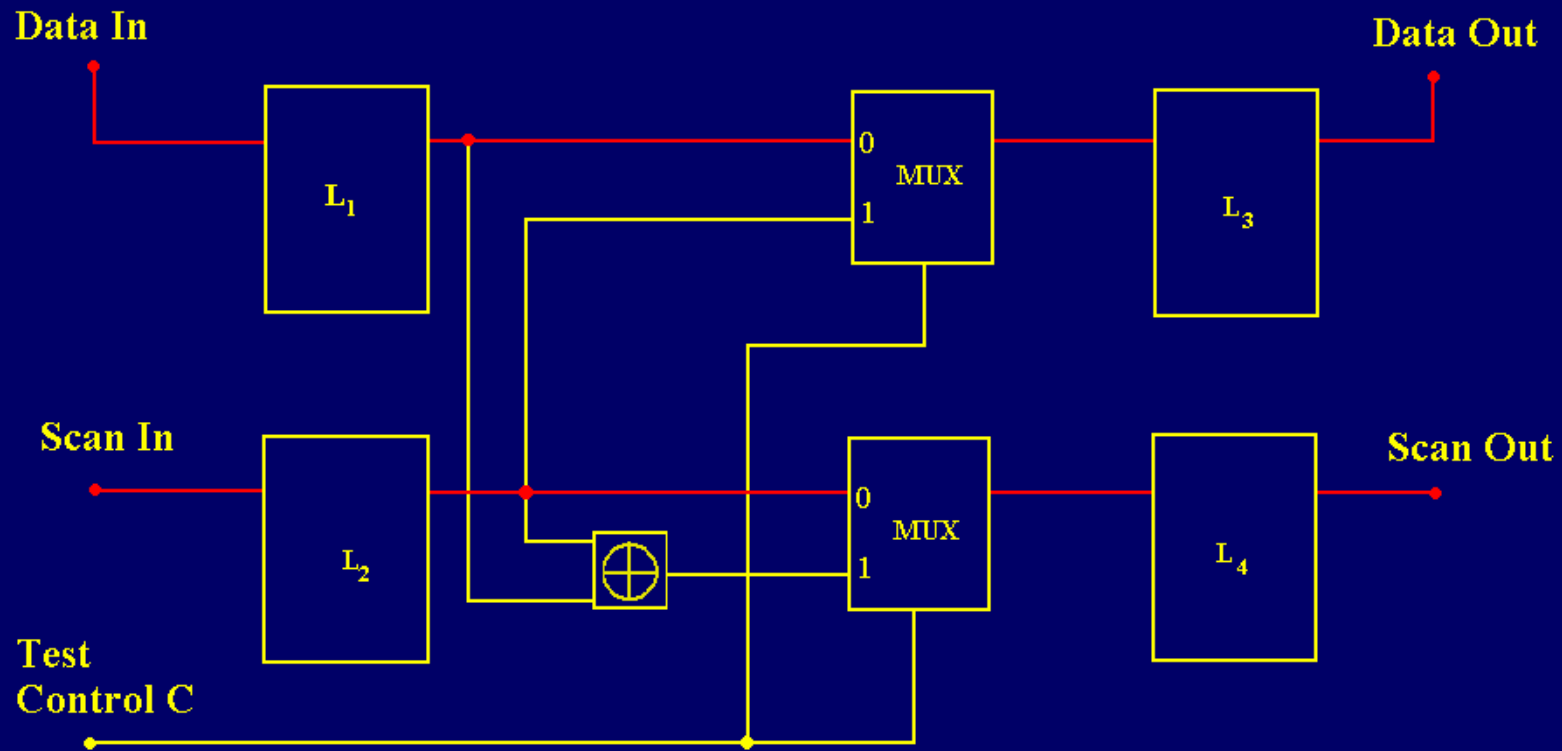 Data In
Data Out
L1
0
MUX
1
L3
Scan In
Scan Out
L2
0
MUX
1
L4
Test
Control C